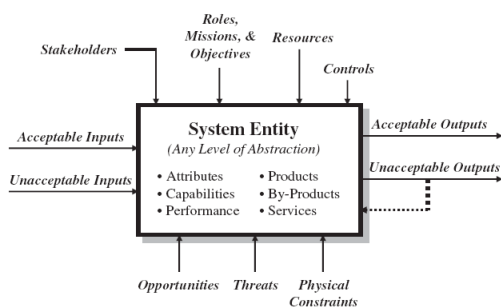 Roles,
Missions, &
Objectives
Stakeholders
Resources
Controls
System Entity
(Any Level of Abstraction)
• Attributes
• Capabilities
• Performance
• Products
• By-Products
• Services
Acceptable Inputs
Unacceptable Inputs
Acceptable Outputs
Unacceptable Outputs
Opportunities
Threats
Physical
Constraints